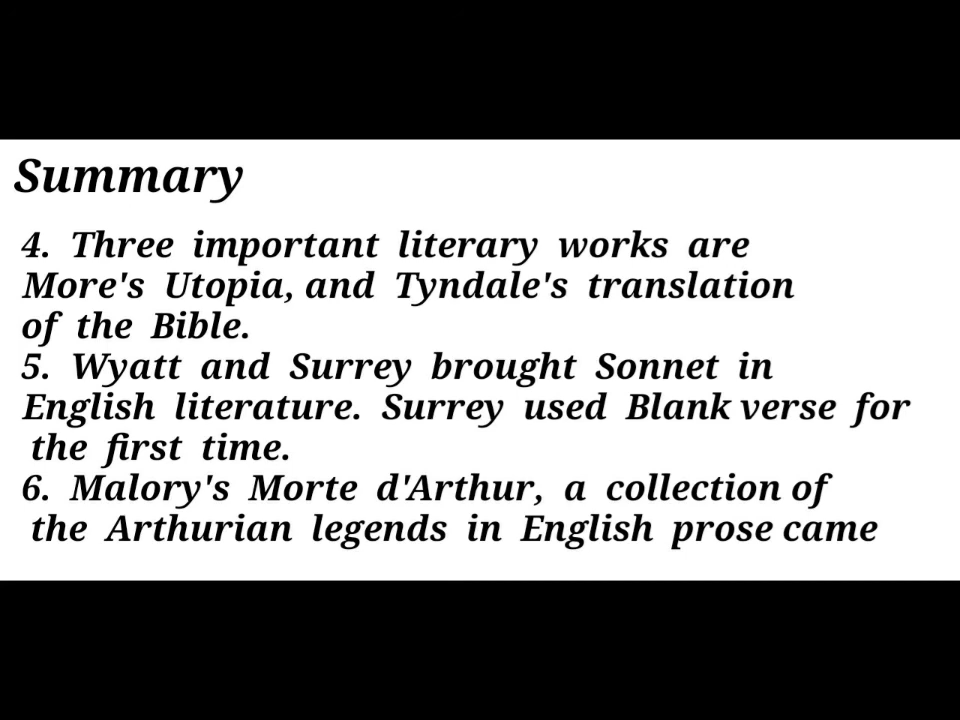 Summary
4. Three important literary works are
More's Utopia, and Tyndale's translation
of the Bible.
5. Wyatt and Surrey brought Sonnet in
English literature. Surrey used Blank verse for
the first time.
6. Malory's Morte d'Arthur, a collection of
the Arthurian legends in English prose came